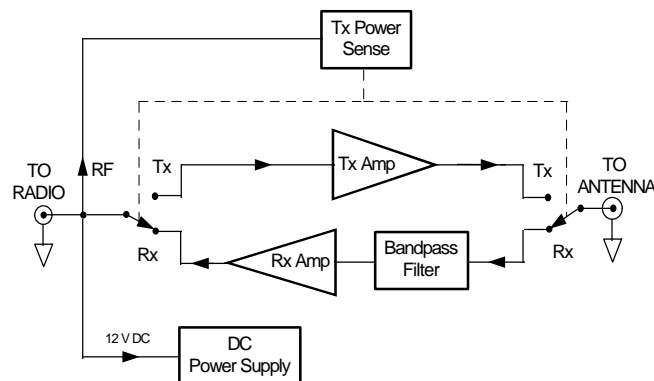 Tx Power
Sense
RF
TO
RADIO
Tx
Tx Amp
Tx
TO
ANTENNA
Rx
Rx Amp
Bandpass
Filter
Rx
12 V DC
DC
Power Supply